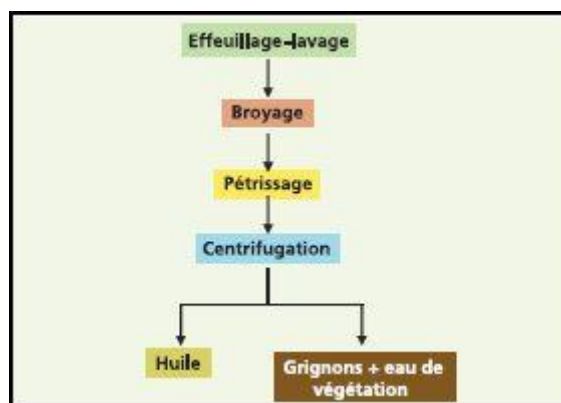 Effeuillage-lavage
Broyage
Pétrissage
Centrifugation
Huile
Grignons + eau de
végétation